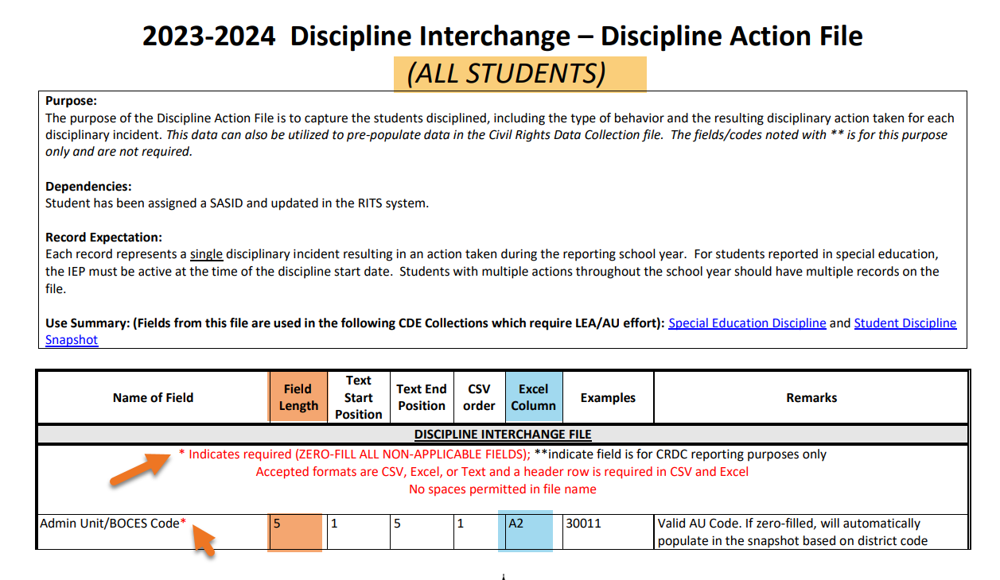 2023-2024 Discipline Interchange – Discipline Action File
(ALL STUDENTS)
Purpose:
The purpose of the Discipline Action File is to capture the students disciplined, including the type of behavior and the resulting disciplinary action taken for each
disciplinary incident. This data can also be utilized to pre-populate data in the Civil Rights Data Collection file. The fields/codes noted with ** is for this purpose
only and are not required.
Dependencies:
Student has been assigned a SASID and updated in the RITS system.
Record Expectation:
Each record represents a single disciplinary incident resulting in an action taken during the reporting school year. For students reported in special education,
the IEP must be active at the time of the discipline start date. Students with multiple actions throughout the school year should have multiple records on the
file.
Use Summary: (Fields from this file are used in the following CDE Collections which require LEA/AU effort): Special Education Discipline and Student Discipline
Snapshot
Name of Field
Field
Length
Text
Start
Position
Text End
Position
CSV
order
Excel
Column
Examples
Remarks
DISCIPLINE INTERCHANGE FILE
* Indicates required (ZERO-FILL ALL NON-APPLICABLE FIELDS); **indicate field is for CRDC reporting purposes only
Accepted formats are CSV, Excel, or Text and a header row is required in CSV and Excel
No spaces permitted in file name
Admin Unit/BOCES Code*
5
1
5
1
A2
30011
Valid AU Code. If zero-filled, will automatically
populate in the snapshot based on district code